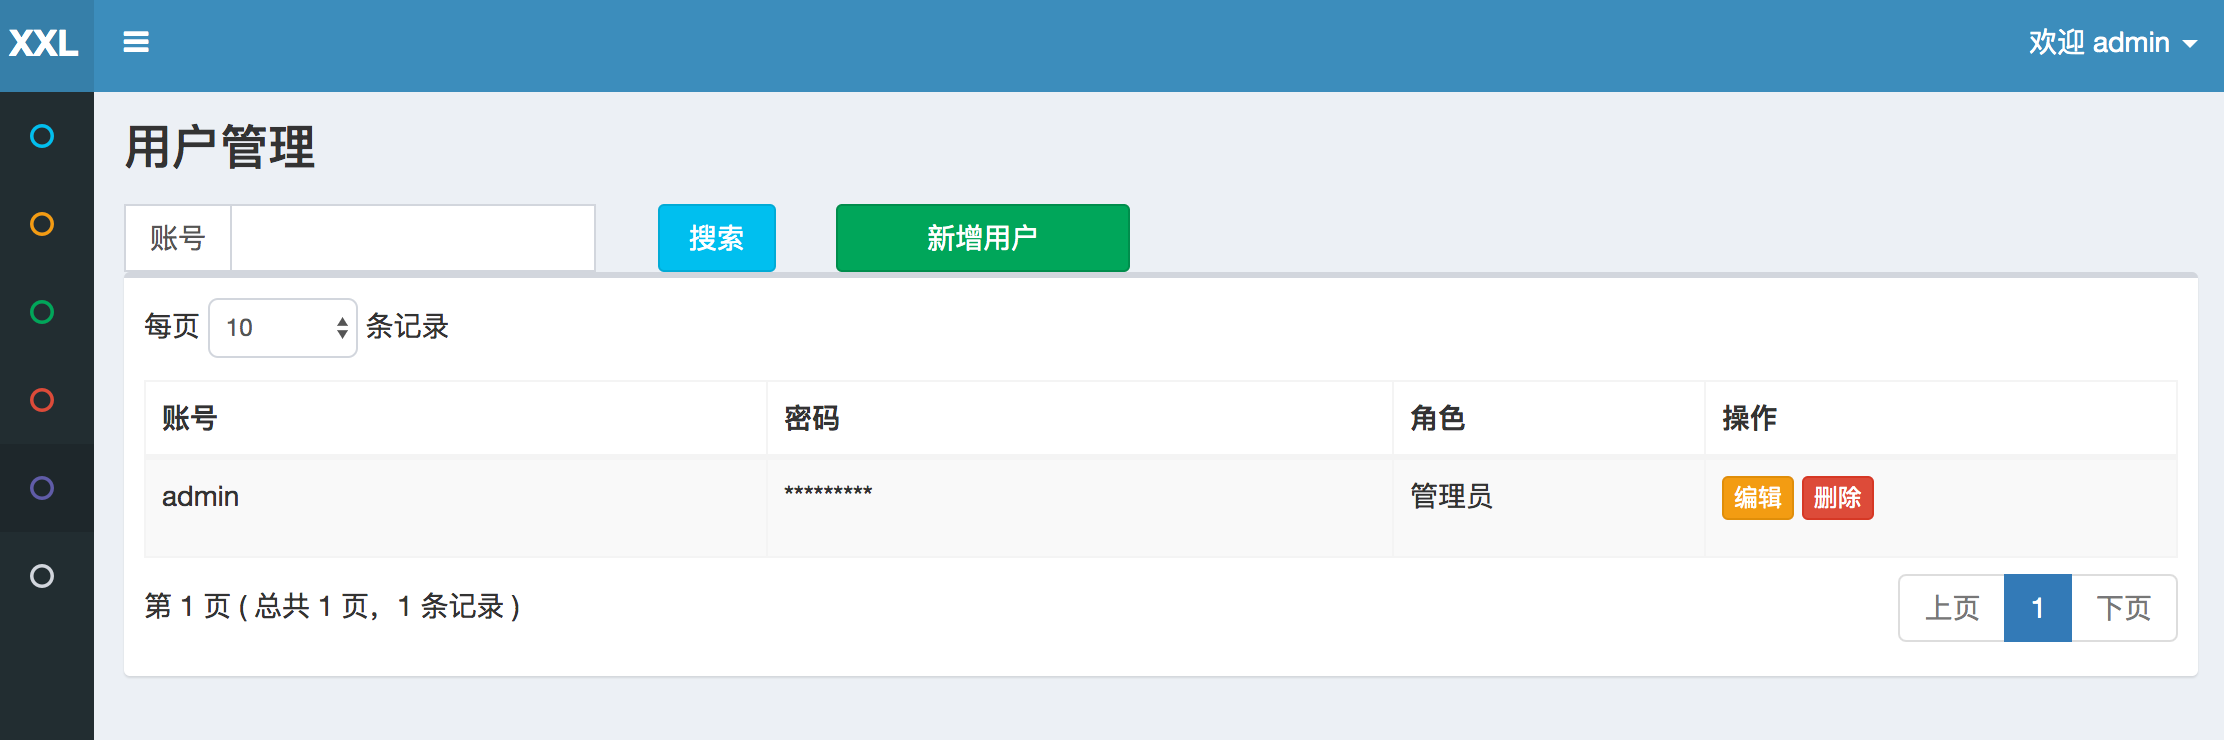 XXL 欢迎 admin
用户管理
账号 搜索 新增用户
每页 10 条记录
账号 密码 角色 操作
admin ********* 管理员 编辑 删除
第 1 页 ( 总共 1 页，1 条记录 ) 上页 1 下页